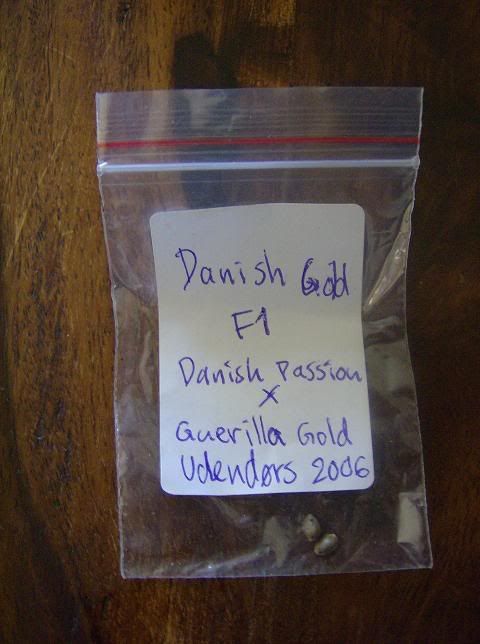 Danish Gold
F1
Danish Passion
X
Guerilla Gold
Udendørs 2006